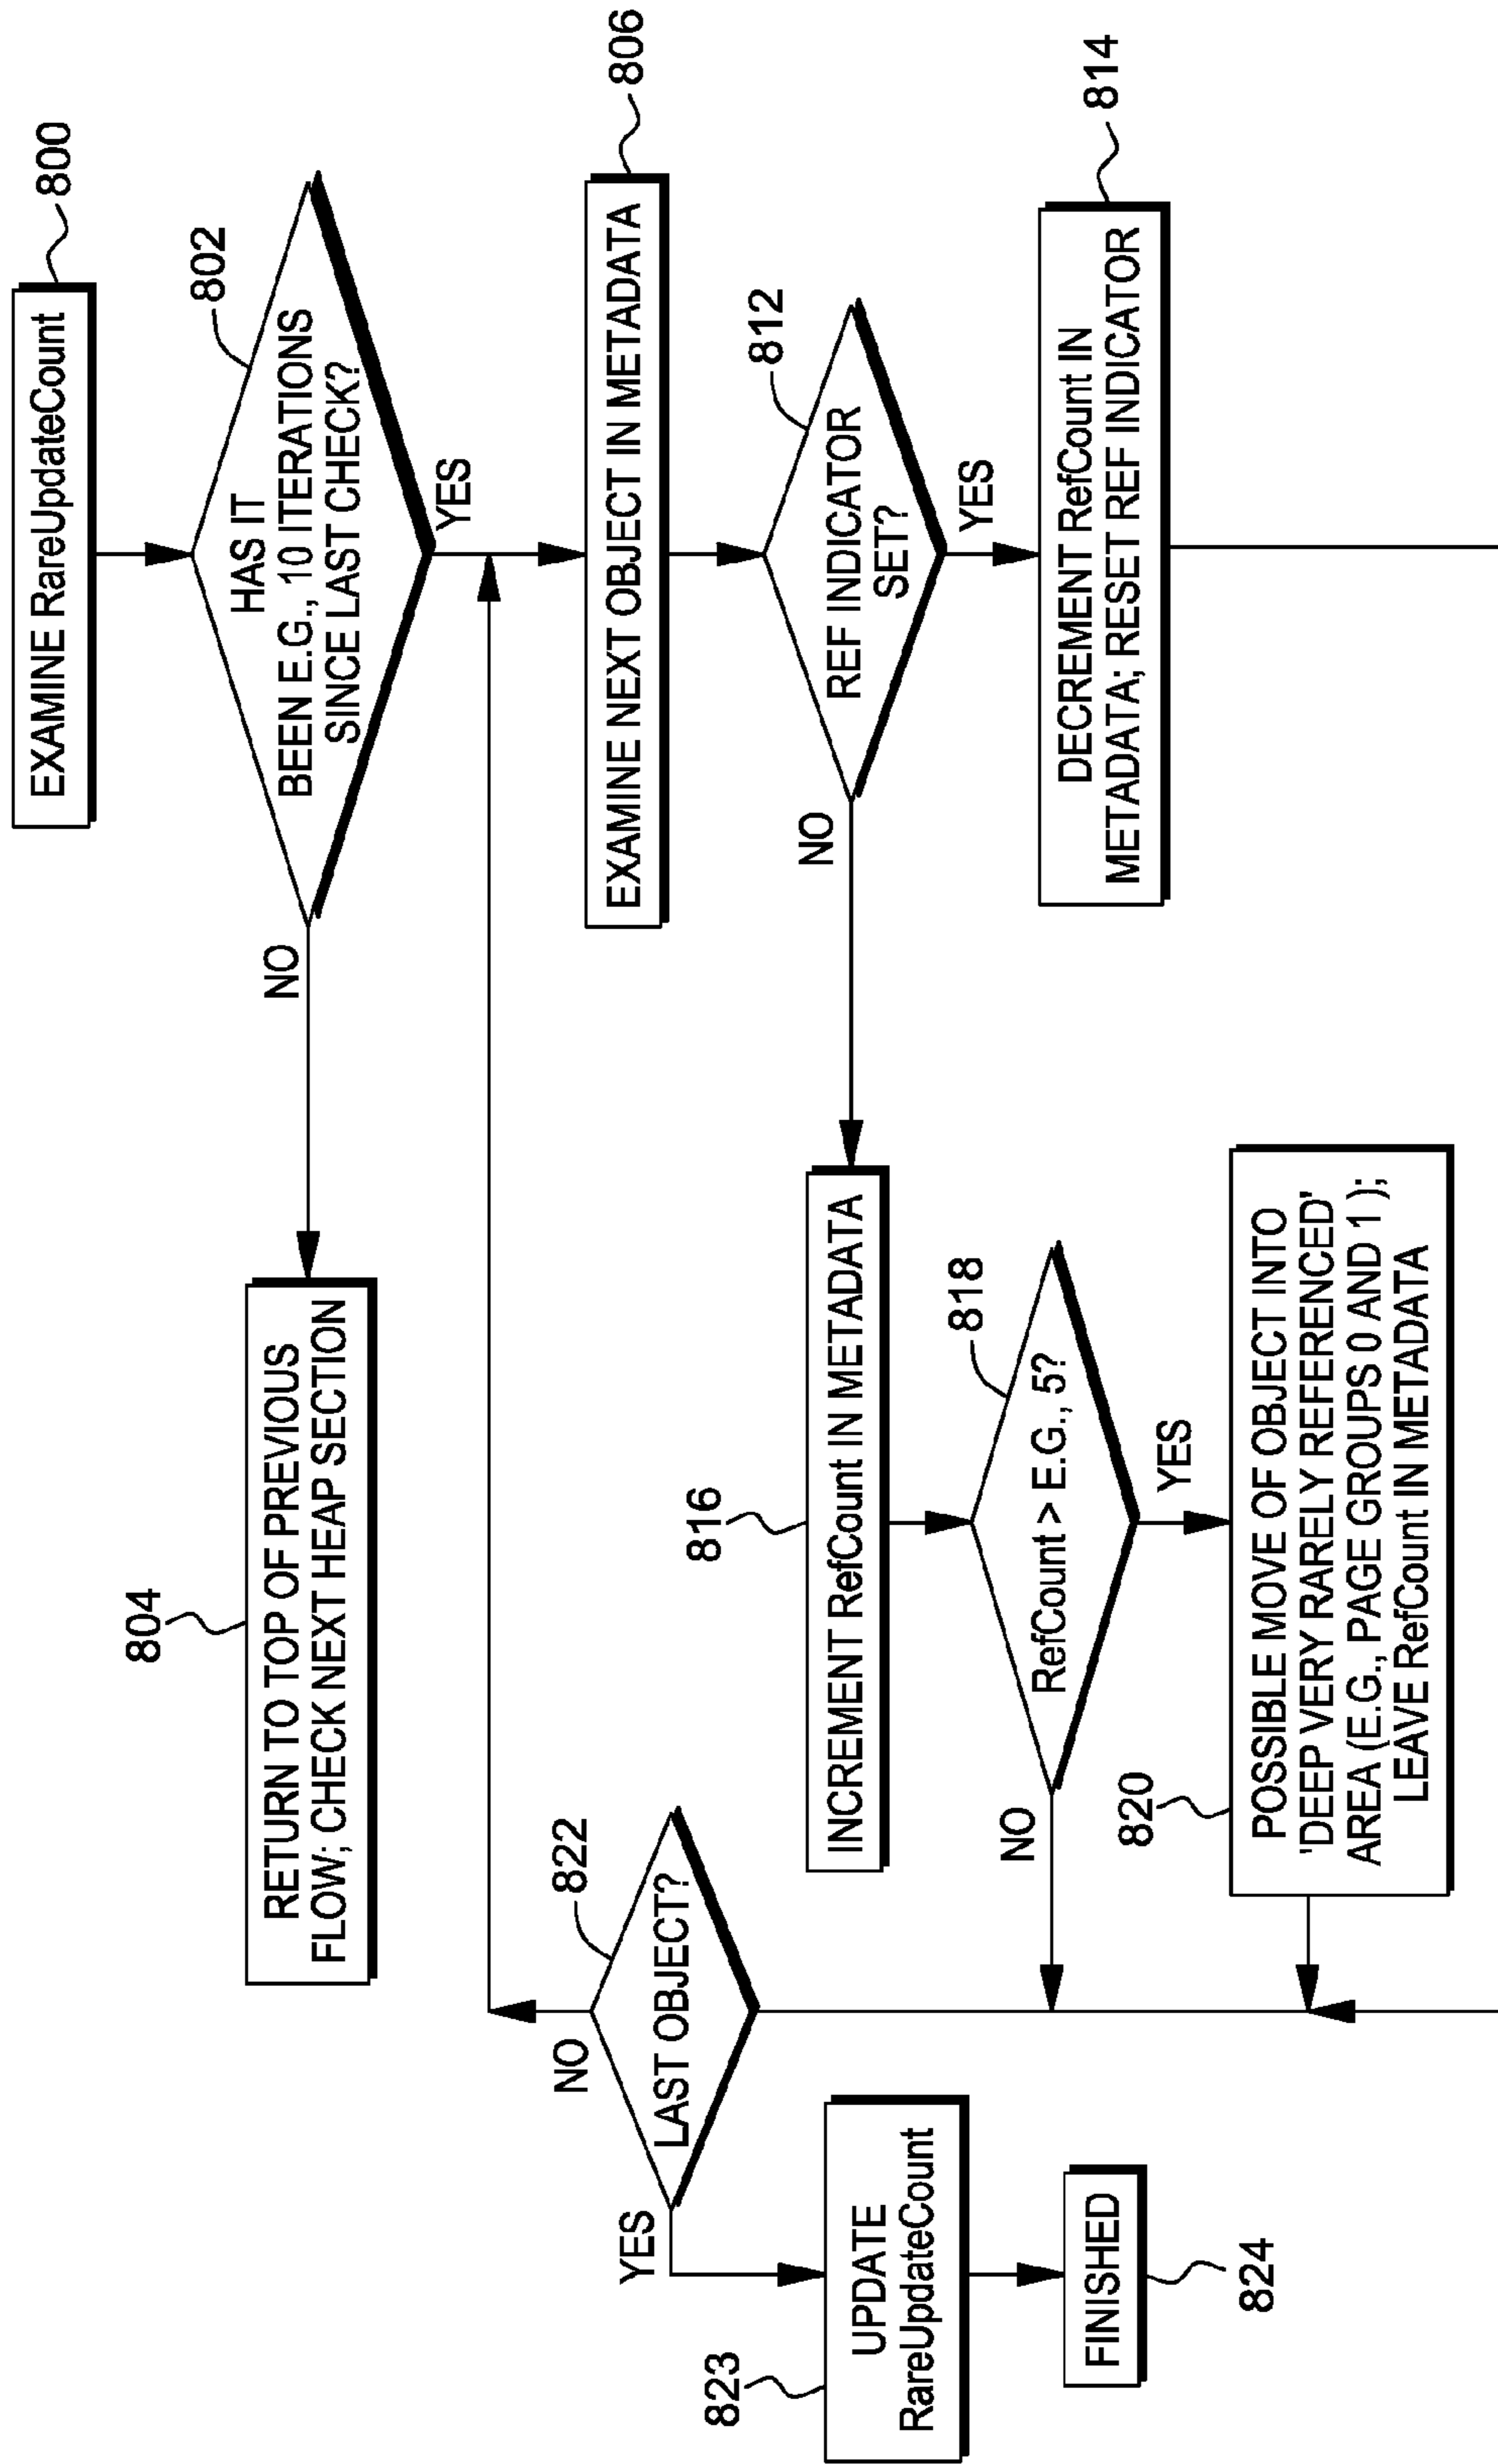 EXAMINE RareUpdateCount
800
802
HAS IT
BEEN E.G., 10 ITERATIONS
SINCE LAST CHECK?
NO
YES
804
RETURN TO TOP OF PREVIOUS
FLOW; CHECK NEXT HEAP SECTION
806
EXAMINE NEXT OBJECT IN METADATA
812
REF INDICATOR
SET?
NO
YES
814
DECREMENT RefCount IN
METADATA; RESET REF INDICATOR
816
INCREMENT RefCount IN METADATA
818
RefCount > E.G., 5?
NO
YES
820
POSSIBLE MOVE OF OBJECT INTO
'DEEP VERY RARELY REFERENCED'
AREA (E.G., PAGE GROUPS 0 AND 1 );
LEAVE RefCount IN METADATA
822
LAST OBJECT?
NO
YES
823
UPDATE
RareUpdateCount
FINISHED
824